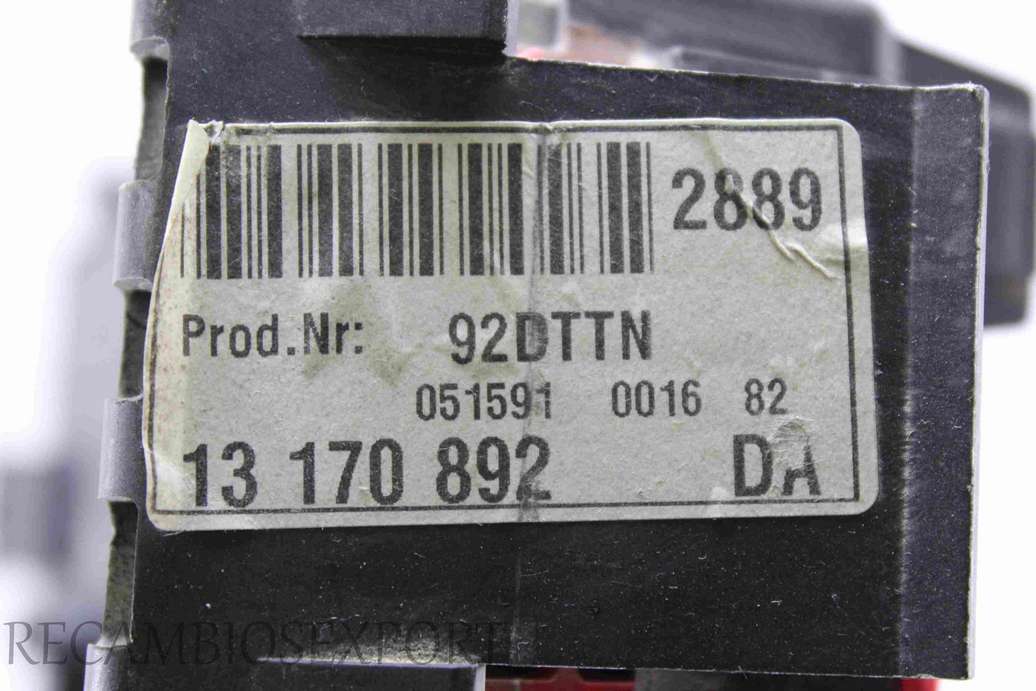 2889
Prod.Nr: 92DTTN
051591 0016 82
13 170 892 DA
RECAMBIOSEXPORT